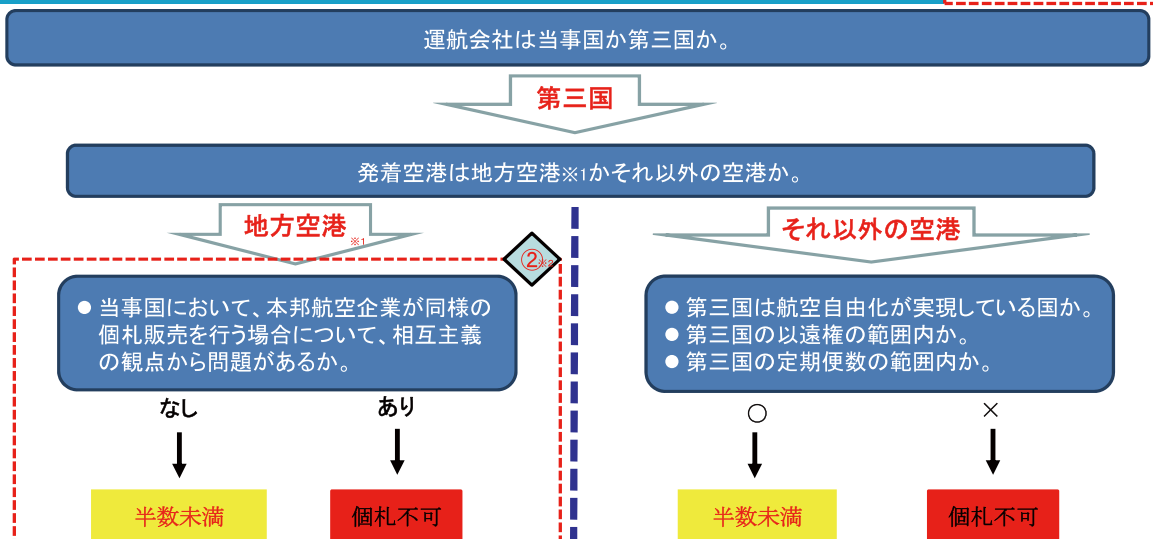 運航会社は当事国か第三国か。
第三国
発着空港は地方空港※1かそれ以外の空港か。
地方空港※1
それ以外の空港
②※2
● 当事国において、本邦航空企業が同様の
個札販売を行う場合について、相互主義
の観点から問題があるか。
● 第三国は航空自由化が実現している国か。
● 第三国の以遠権の範囲内か。
● 第三国の定期便数の範囲内か。
なし
あり
○
×
半数未満
個札不可
半数未満
個札不可